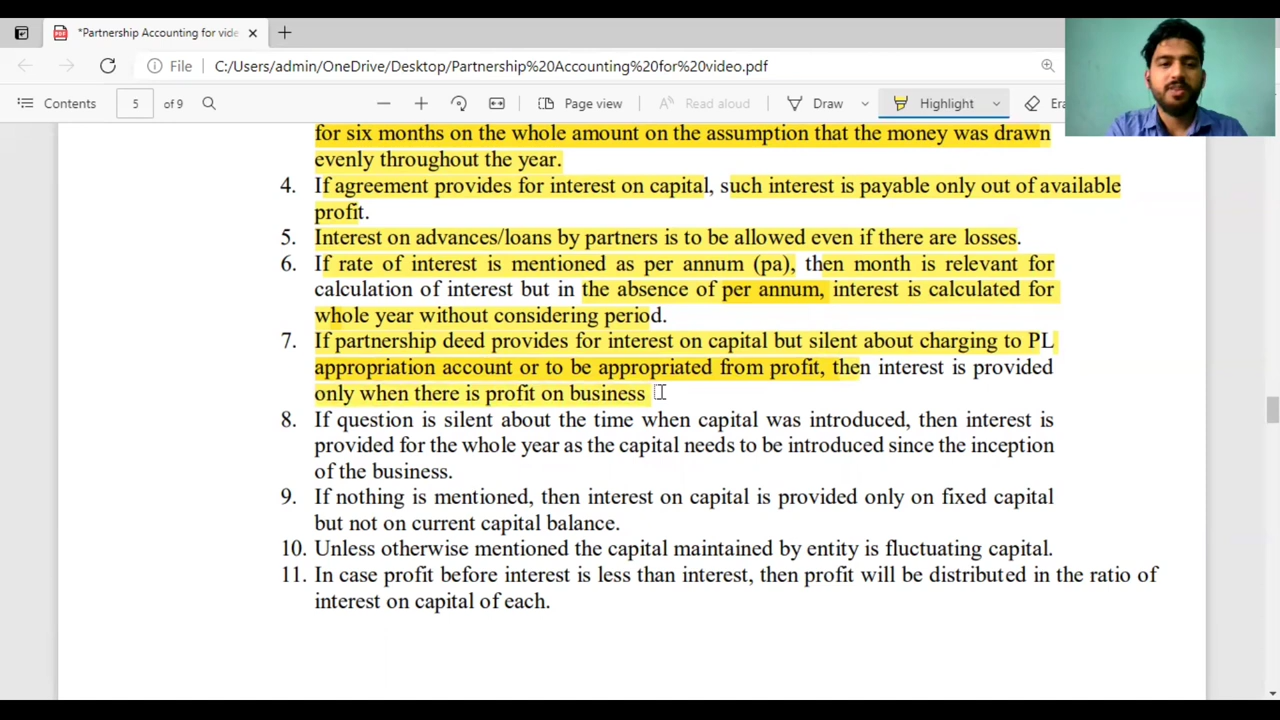 *Partnership Accounting for vide
File
C:/Users/admin/OneDrive/Desktop/Partnership%20Accounting%20for%20video.pdf
Contents
5
of 9
Page view
Read aloud
Draw
Highlight
Era
for six months on the whole amount on the assumption that the money was drawn
evenly throughout the year.
4. If agreement provides for interest on capital, such interest is payable only out of available
profit.
5. Interest on advances/loans by partners is to be allowed even if there are losses.
6. If rate of interest is mentioned as per annum (pa), then month is relevant for
calculation of interest but in the absence of per annum, interest is calculated for
whole year without considering period.
7. If partnership deed provides for interest on capital but silent about charging to PL
appropriation account or to be appropriated from profit, then interest is provided
only when there is profit on business
8. If question is silent about the time when capital was introduced, then interest is
provided for the whole year as the capital needs to be introduced since the inception
of the business.
9. If nothing is mentioned, then interest on capital is provided only on fixed capital
but not on current capital balance.
10. Unless otherwise mentioned the capital maintained by entity is fluctuating capital.
11. In case profit before interest is less than interest, then profit will be distributed in the ratio of
interest on capital of each.